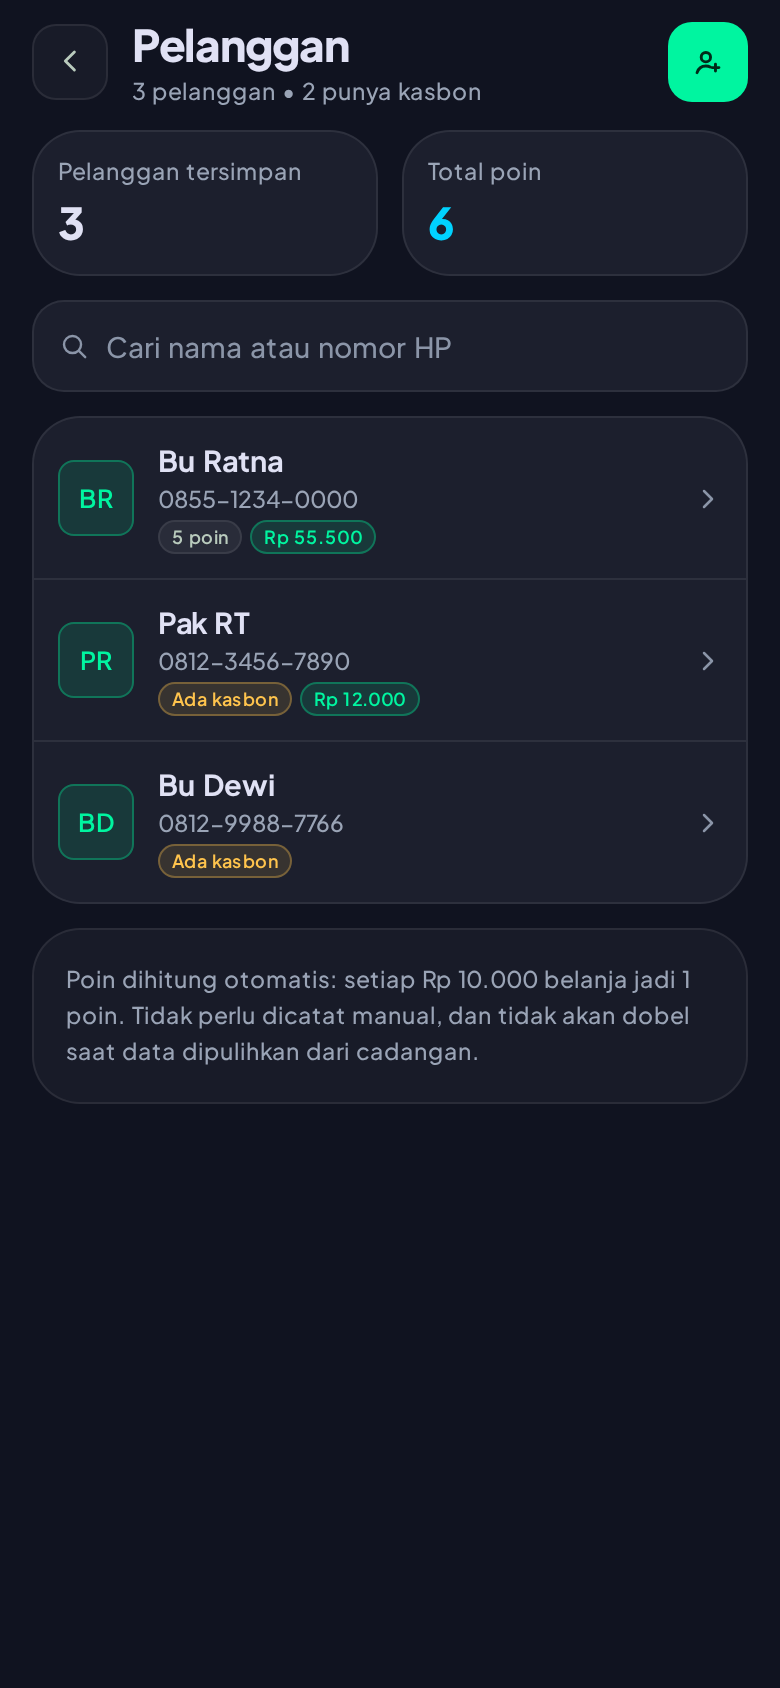 Pelanggan
3 pelanggan • 2 punya kasbon
Pelanggan tersimpan
3
Total poin
6
Cari nama atau nomor HP
BR
Bu Ratna
0855-1234-0000
5 poin
Rp 55.500
PR
Pak RT
0812-3456-7890
Ada kasbon
Rp 12.000
BD
Bu Dewi
0812-9988-7766
Ada kasbon
Poin dihitung otomatis: setiap Rp 10.000 belanja jadi 1
poin. Tidak perlu dicatat manual, dan tidak akan dobel
saat data dipulihkan dari cadangan.